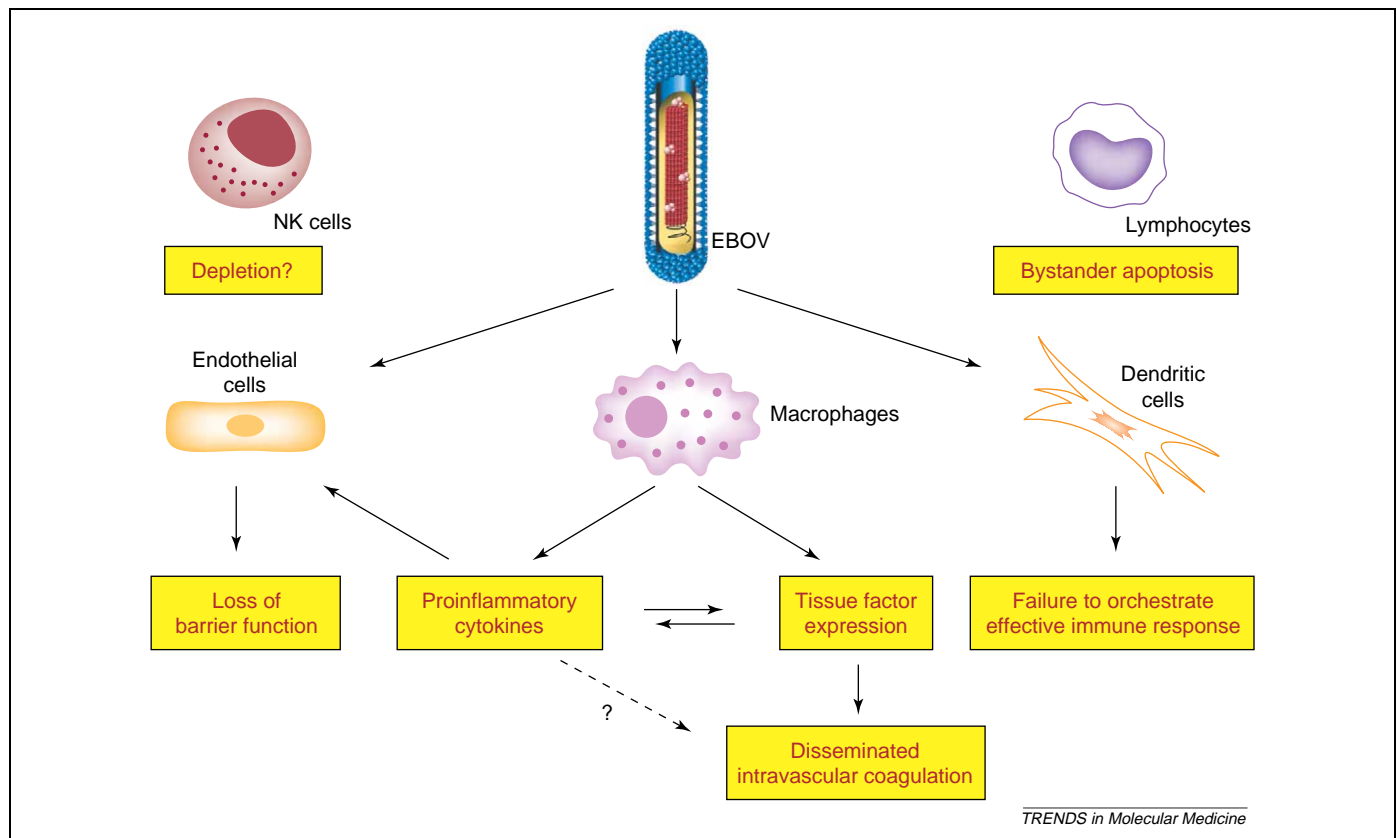 NK cells
Depletion?
EBOV
Lymphocytes
Bystander apoptosis
Endothelial
cells
Macrophages
Dendritic
cells
Loss of
barrier function
Proinflammatory
cytokines
Tissue factor
expression
Failure to orchestrate
effective immune response
?
Disseminated
intravascular coagulation
TRENDS in Molecular Medicine